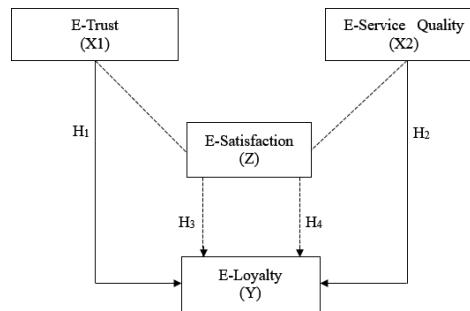 E-Trust
(X1)
E-Service Quality
(X2)
H1
H2
E-Satisfaction
(Z)
H3
H4
E-Loyalty
(Y)